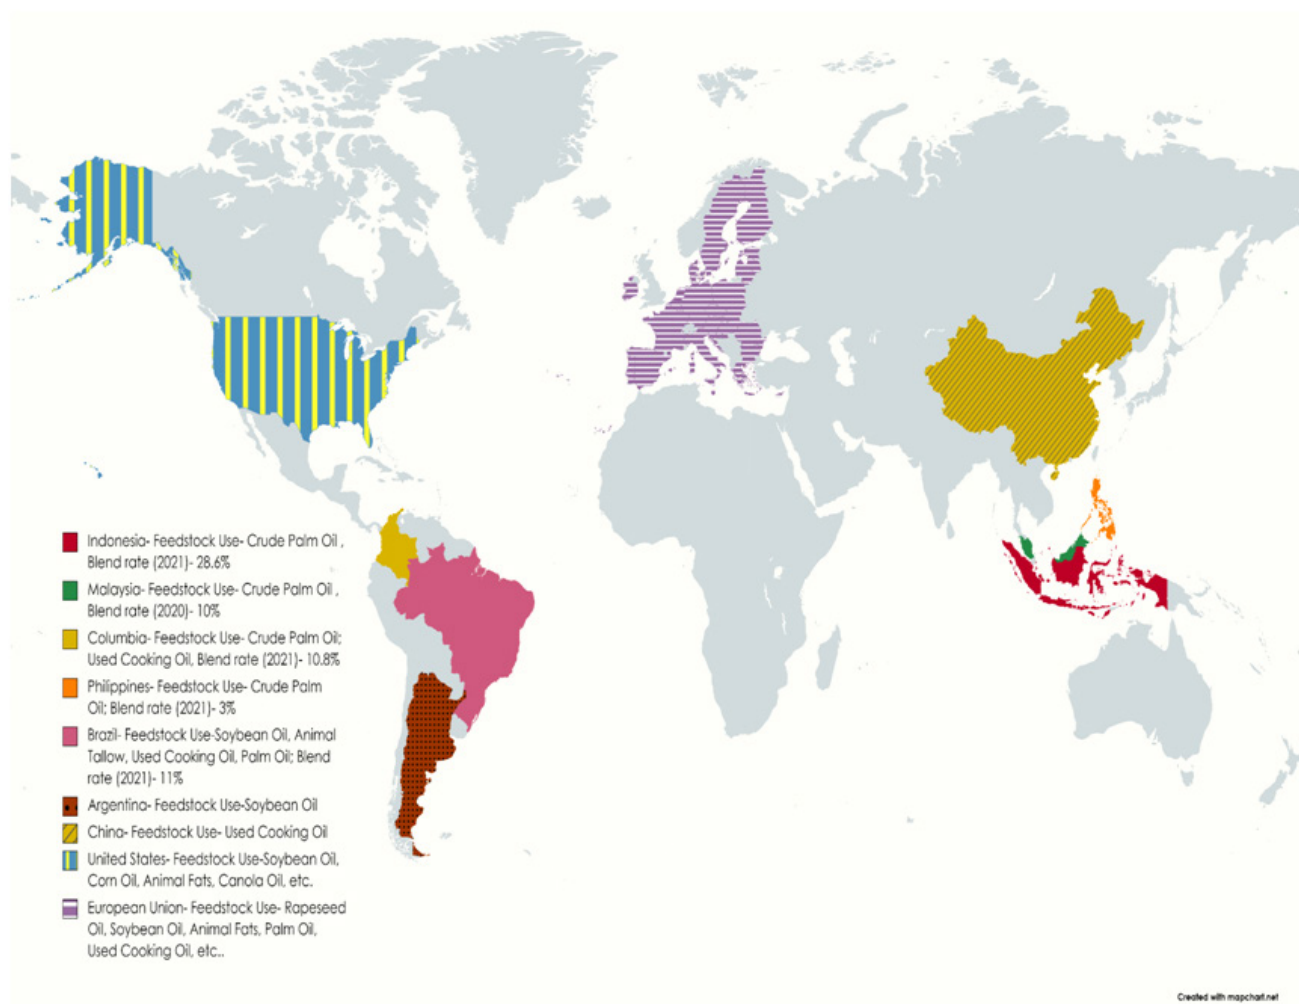 Indonesia- Feedstock Use- Crude Palm Oil ,
Blend rate (2021)- 28.6%
Malaysia- Feedstock Use- Crude Palm Oil ,
Blend rate (2020)- 10%
Columbia- Feedstock Use- Crude Palm Oil;
Used Cooking Oil, Blend rate (2021)- 10.8%
Philippines- Feedstock Use- Crude Palm
Oil; Blend rate (2021)- 3%
Brazil- Feedstock Use-Soybean Oil, Animal
Tallow, Used Cooking Oil, Palm Oil; Blend
rate (2021)- 11%
Argentina- Feedstock Use-Soybean Oil
China- Feedstock Use- Used Cooking Oil
United States- Feedstock Use-Soybean Oil,
Corn Oil, Animal Fats, Canola Oil, etc.
European Union- Feedstock Use- Rapeseed
Oil, Soybean Oil, Animal Fats, Palm Oil,
Used Cooking Oil, etc..
Created with mapchart.net